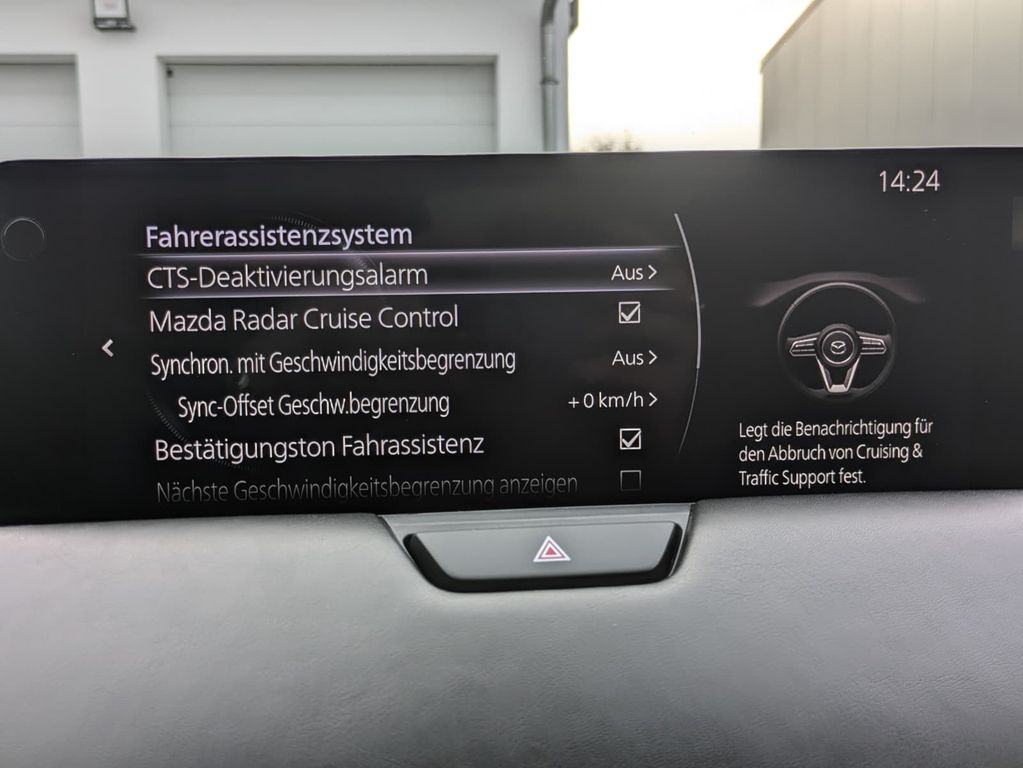 14:24
Fahrerassistenzsystem
CTS-Deaktivierungsalarm Aus
Mazda Radar Cruise Control
Synchron. mit Geschwindigkeitsbegrenzung Aus
Sync-Offset Geschw.begrenzung +0 km/h
Bestätigungston Fahrassistenz
Nächste Geschwindigkeitsbegrenzung anzeigen
Legt die Benachrichtigung für
den Abbruch von Cruising &
Traffic Support fest.